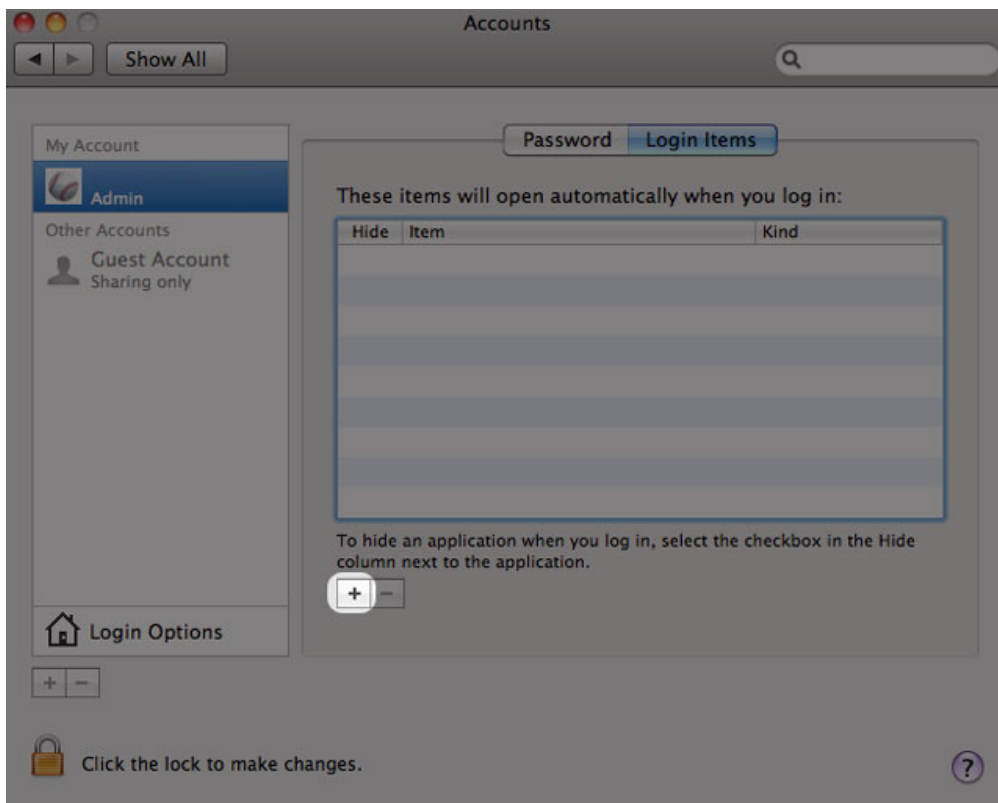 Accounts
Show All
My Account
Admin
Other Accounts
Guest Account
Sharing only
Login Options
+ −
Password Login Items
These items will open automatically when you log in:
Hide Item Kind
To hide an application when you log in, select the checkbox in the Hide
column next to the application.
+ −
Click the lock to make changes.
?